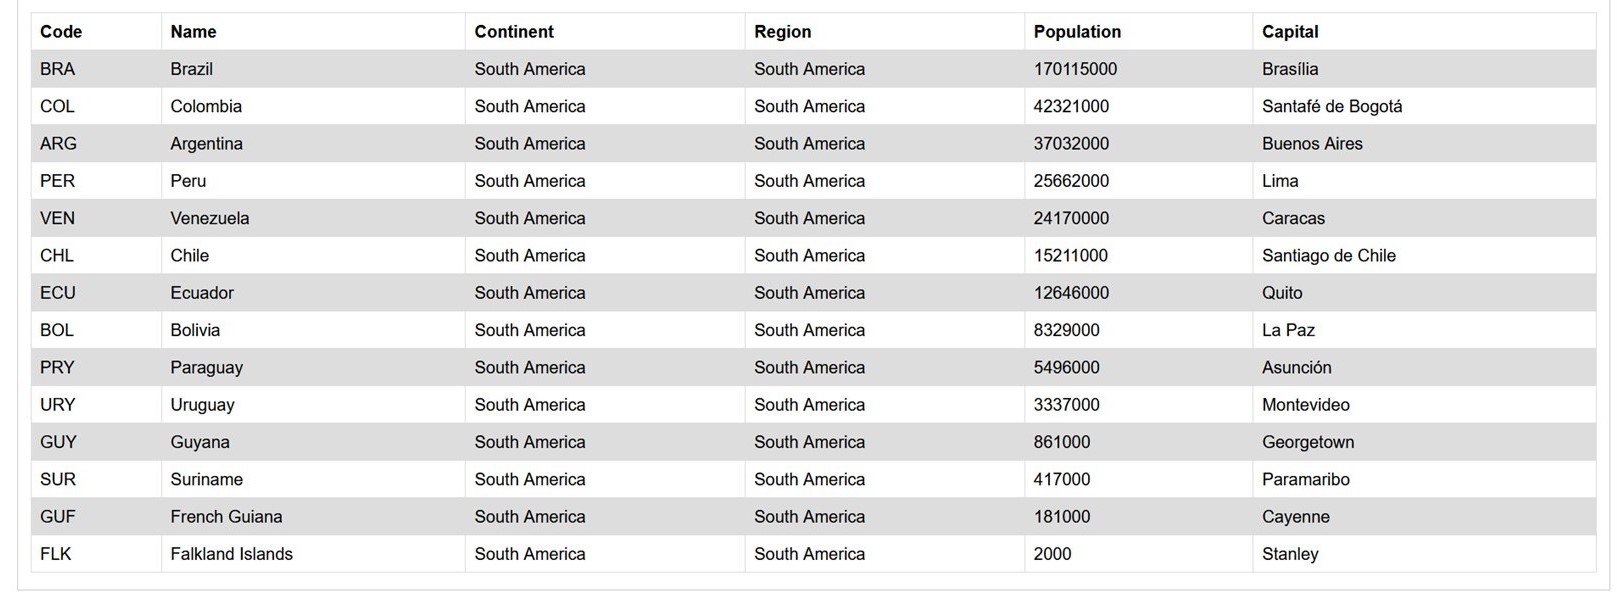 Code Name Continent Region Population Capital
BRA Brazil South America South America 170115000 Brasília
COL Colombia South America South America 42321000 Santafé de Bogotá
ARG Argentina South America South America 37032000 Buenos Aires
PER Peru South America South America 25662000 Lima
VEN Venezuela South America South America 24170000 Caracas
CHL Chile South America South America 15211000 Santiago de Chile
ECU Ecuador South America South America 12646000 Quito
BOL Bolivia South America South America 8329000 La Paz
PRY Paraguay South America South America 5496000 Asunción
URY Uruguay South America South America 3337000 Montevideo
GUY Guyana South America South America 861000 Georgetown
SUR Suriname South America South America 417000 Paramaribo
GUF French Guiana South America South America 181000 Cayenne
FLK Falkland Islands South America South America 2000 Stanley